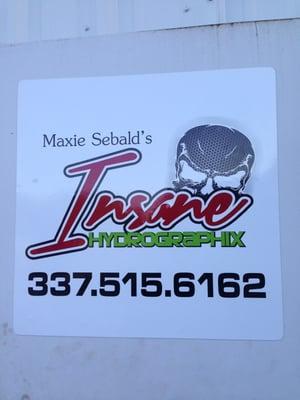 Maxie Sebald's
Insane
HYDROGRAPHIX
337.515.6162